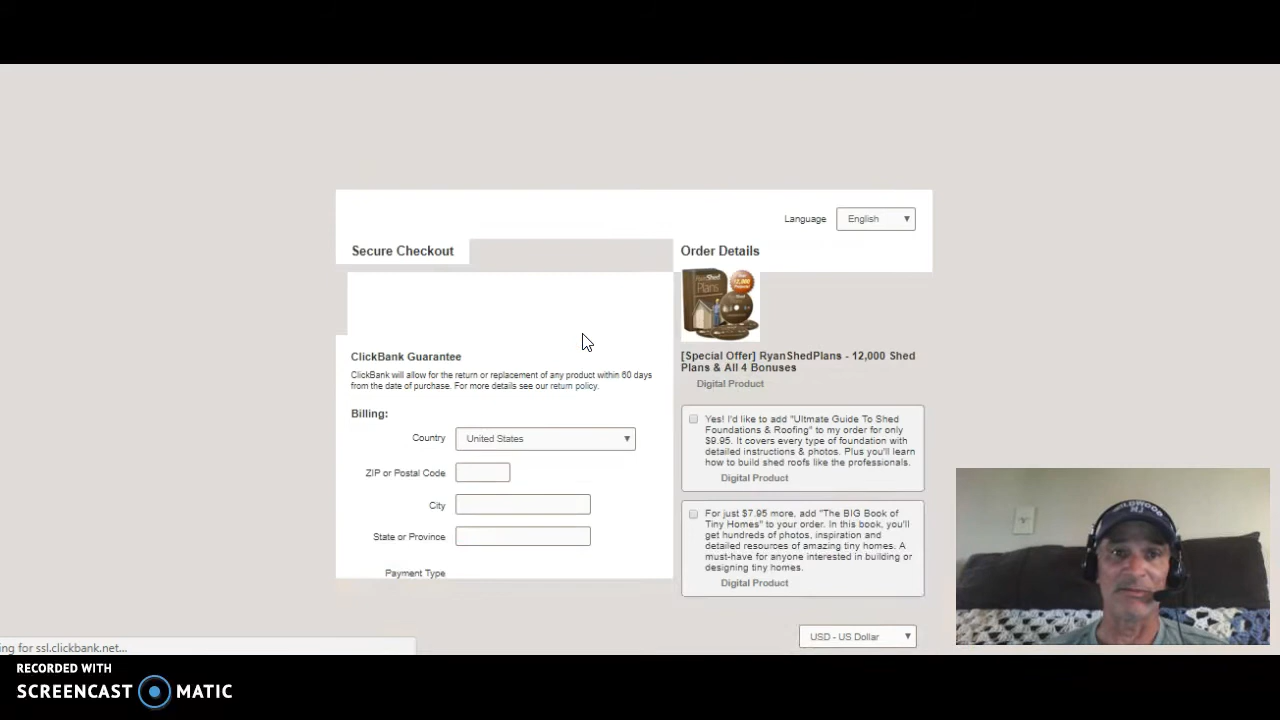 Language
English
Secure Checkout
Order Details
[Special Offer] RyanShedPlans - 12,000 Shed
Plans & All 4 Bonuses
Digital Product
ClickBank Guarantee
ClickBank will allow for the return or replacement of any product within 60 days
from the date of purchase. For more details see our return policy.
Billing:
Country
United States
ZIP or Postal Code
City
State or Province
Payment Type
Yes! I'd like to add "Ultmate Guide To Shed
Foundations & Roofing" to my order for only
$9.95. It covers every type of foundation with
detailed instructions & photos. Plus you'll learn
how to build shed roofs like the professionals.
Digital Product
For just $7.95 more, add "The BIG Book of
Tiny Homes" to your order. In this book, you'll
get hundreds of photos, inspiration and
detailed resources of amazing tiny homes. A
must-have for anyone interested in building or
designing tiny homes.
Digital Product
USD - US Dollar
ing for ssl.clickbank.net...
RECORDED WITH
SCREENCAST MATIC